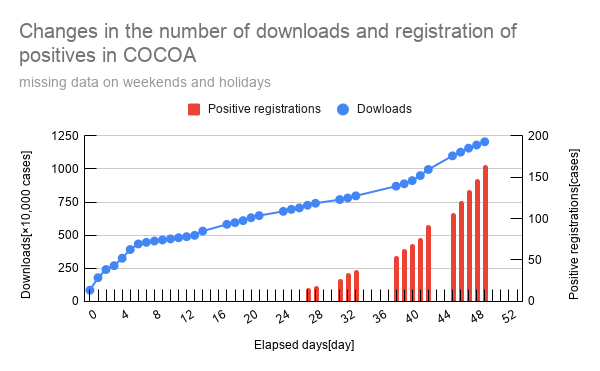 Changes in the number of downloads and registration of
positives in COCOA
missing data on weekends and holidays
Positive registrations
Dowloads
Downloads[×10,000 cases]
1250
1000
750
500
250
0
200
150
100
50
0
Positive registrations[cases]
0 4 8 12 16 20 24 28 32 36 40 44 48 52
Elapsed days[day]